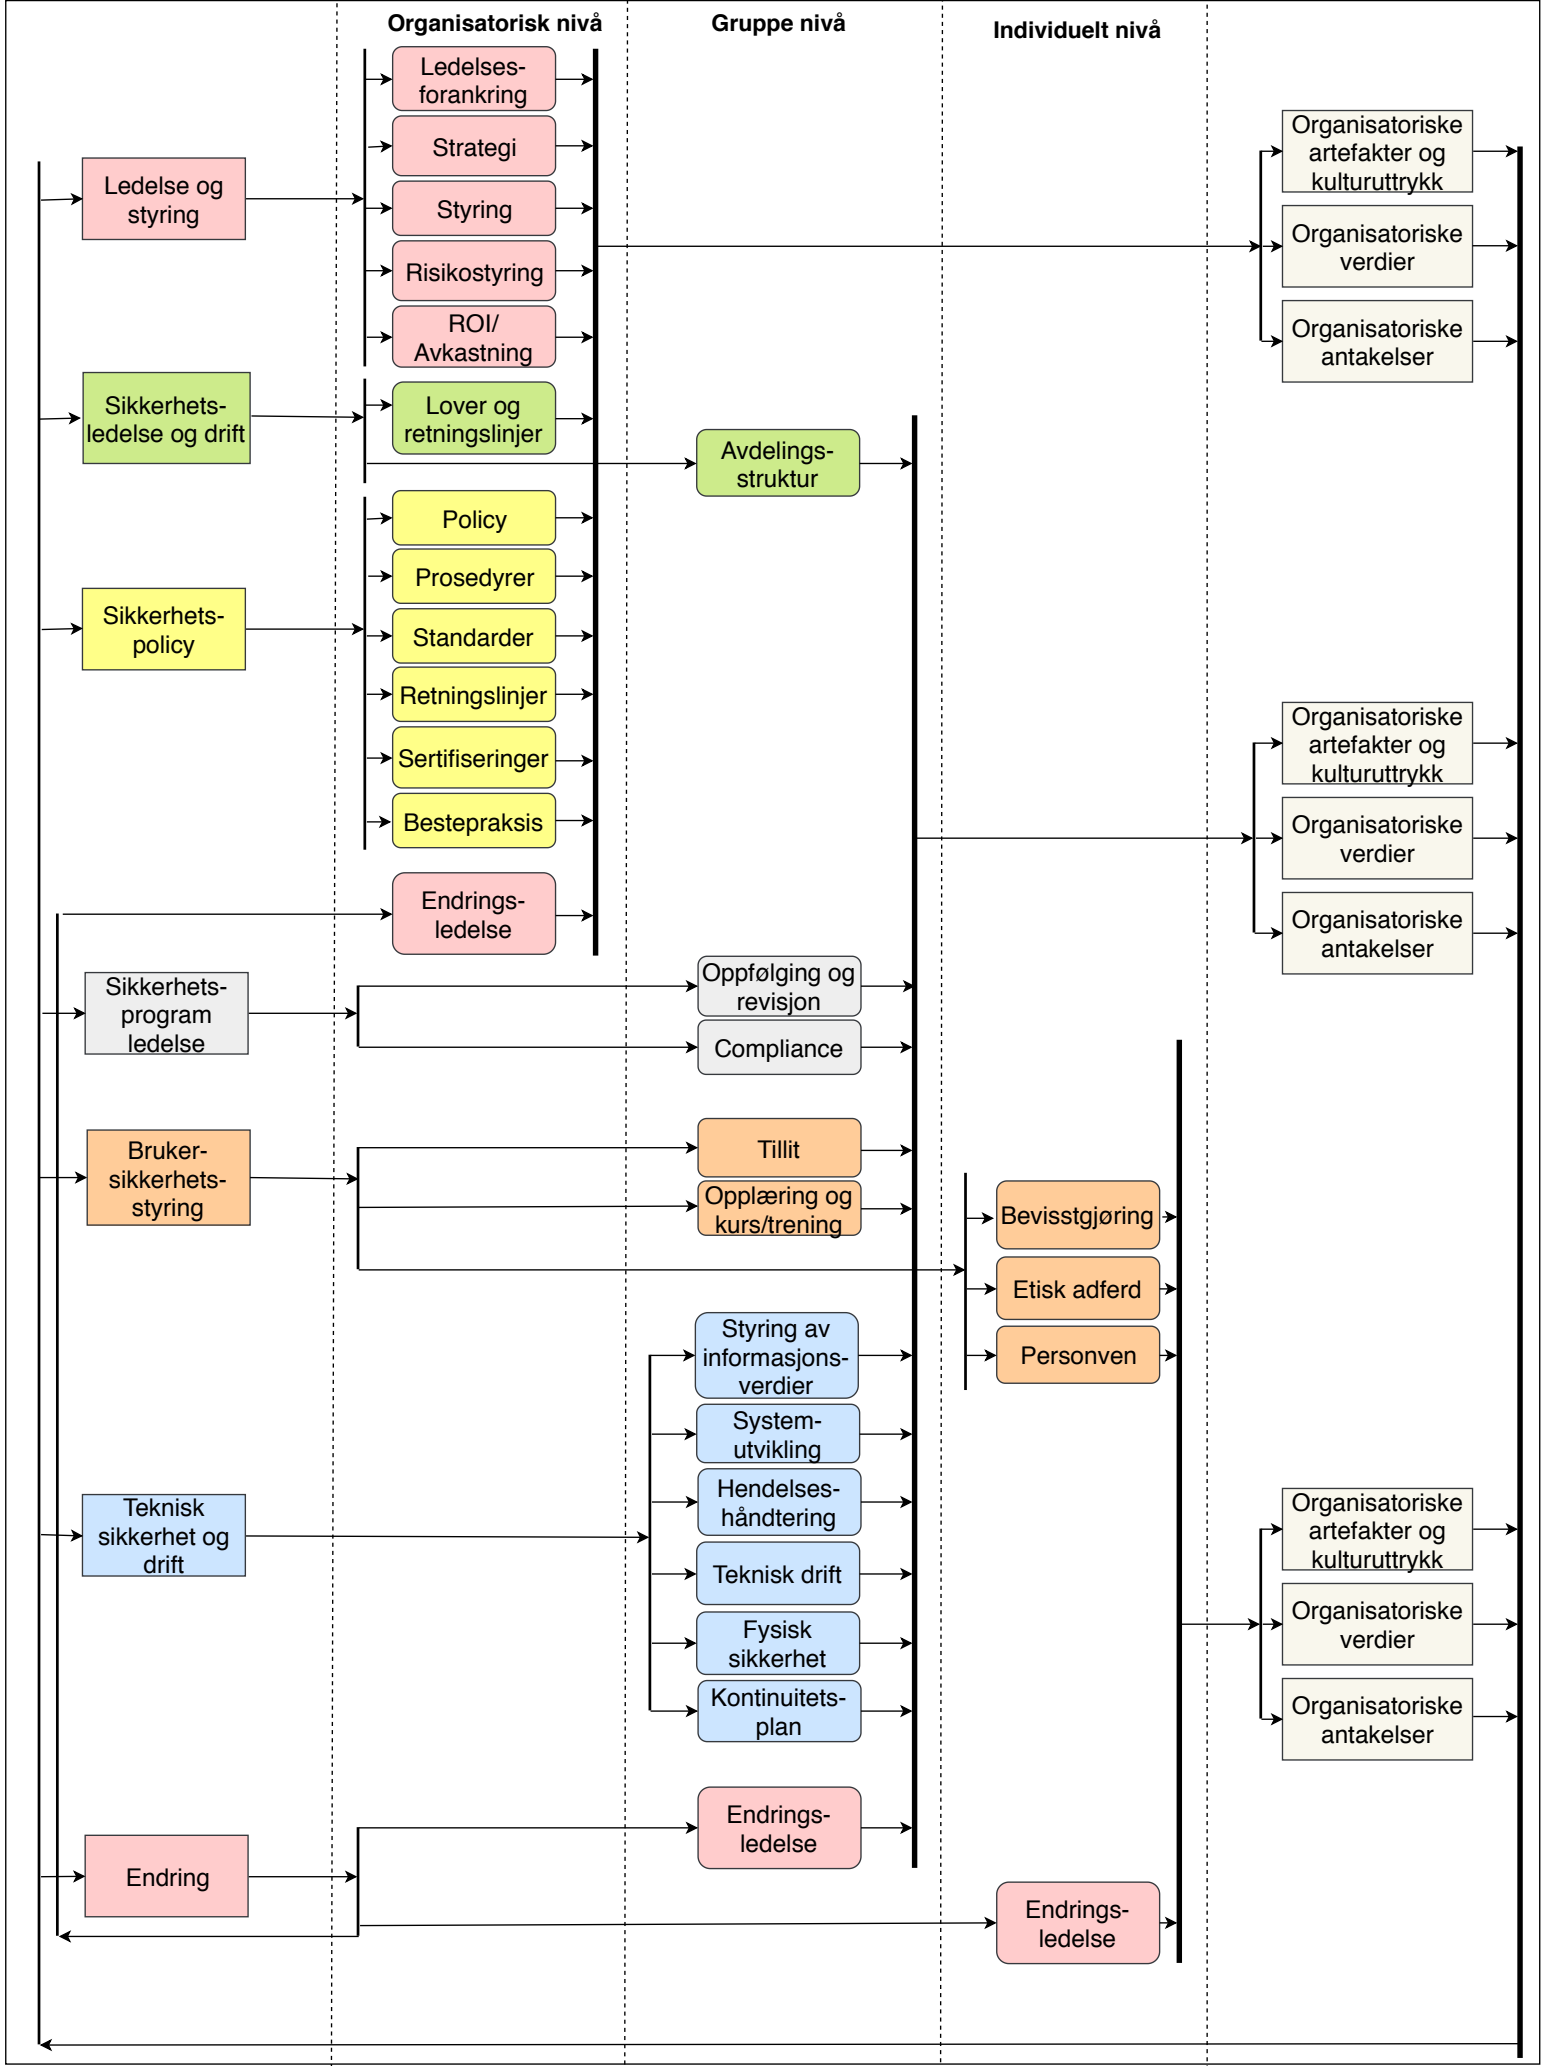 Organisatorisk nivå
Gruppe nivå
Individuelt nivå
Ledelse og
styring
Ledelses-
forankring
Strategi
Styring
Risikostyring
ROI/
Avkastning
Organisatoriske
artefakter og
kulturuttrykk
Organisatoriske
verdier
Organisatoriske
antakelser
Sikkerhets-
ledelse og drift
Lover og
retningslinjer
Avdelings-
struktur
Sikkerhets-
policy
Policy
Prosedyrer
Standarder
Retningslinjer
Sertifiseringer
Bestepraksis
Organisatoriske
artefakter og
kulturuttrykk
Organisatoriske
verdier
Organisatoriske
antakelser
Endrings-
ledelse
Sikkerhets-
program
ledelse
Oppfølging og
revisjon
Compliance
Bruker-
sikkerhets-
styring
Tillit
Opplæring og
kurs/trening
Bevisstgjøring
Etisk adferd
Personven
Teknisk
sikkerhet og
drift
Styring av
informasjons-
verdier
System-
utvikling
Hendelses-
håndtering
Teknisk drift
Fysisk
sikkerhet
Kontinuitets-
plan
Organisatoriske
artefakter og
kulturuttrykk
Organisatoriske
verdier
Organisatoriske
antakelser
Endring
Endrings-
ledelse
Endrings-
ledelse